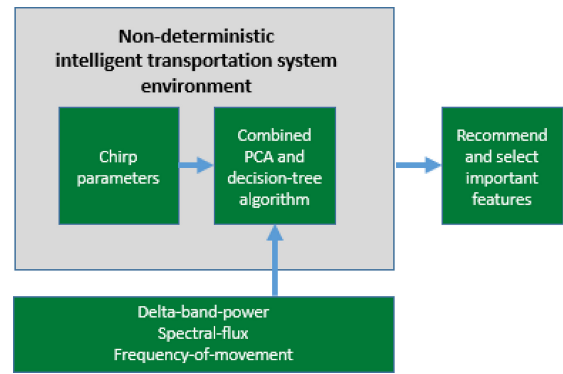 Non-deterministic
intelligent transportation system
environment
Chirp
parameters
Combined
PCA and
decision-tree
algorithm
Recommend
and select
important
features
Delta-band-power
Spectral-flux
Frequency-of-movement